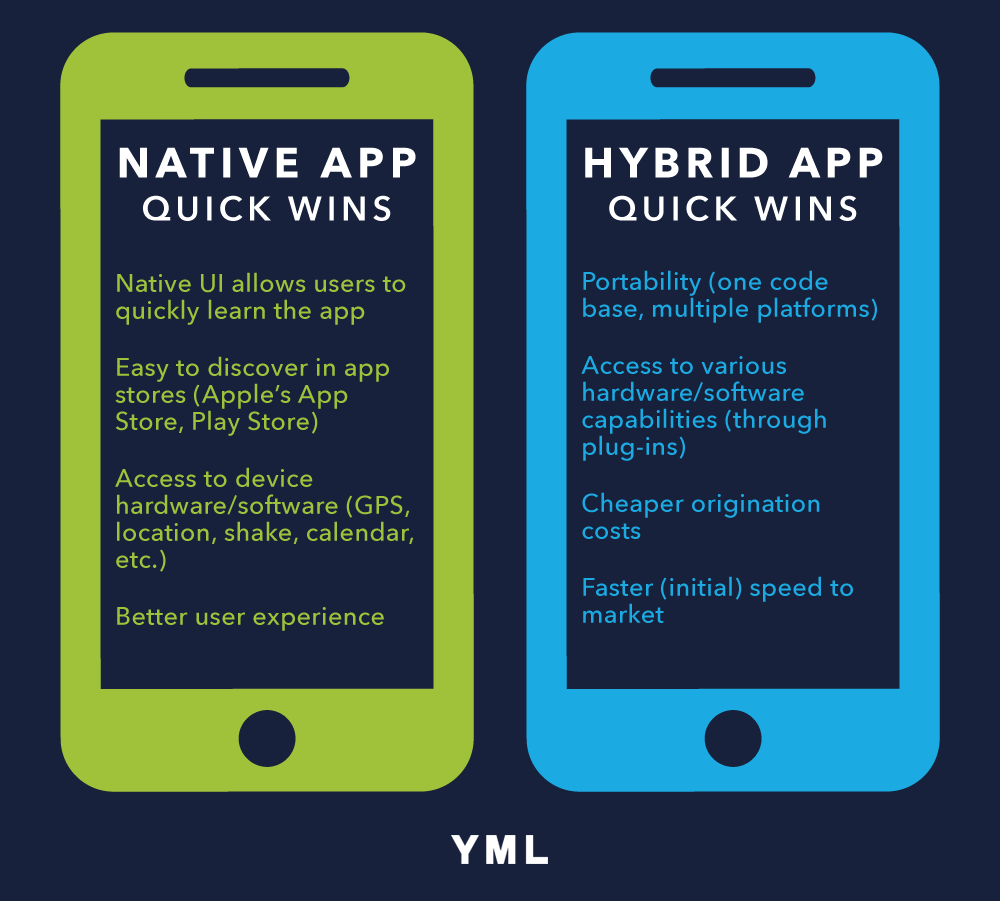 NATIVE APP
QUICK WINS
Native UI allows users to
quickly learn the app
Easy to discover in app
stores (Apple’s App
Store, Play Store)
Access to device
hardware/software (GPS,
location, shake, calendar,
etc.)
Better user experience
HYBRID APP
QUICK WINS
Portability (one code
base, multiple platforms)
Access to various
hardware/software
capabilities (through
plug-ins)
Cheaper origination
costs
Faster (initial) speed to
market
YML